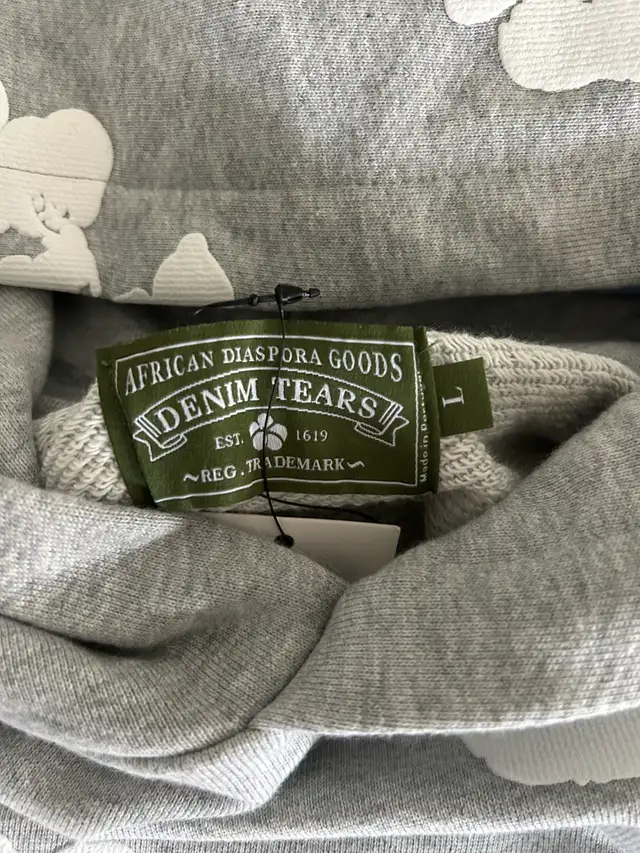 AFRICAN DIASPORA GOODS
DENIM TEARS
EST. 1619
~REG. TRADEMARK~
Made in Portugal
L